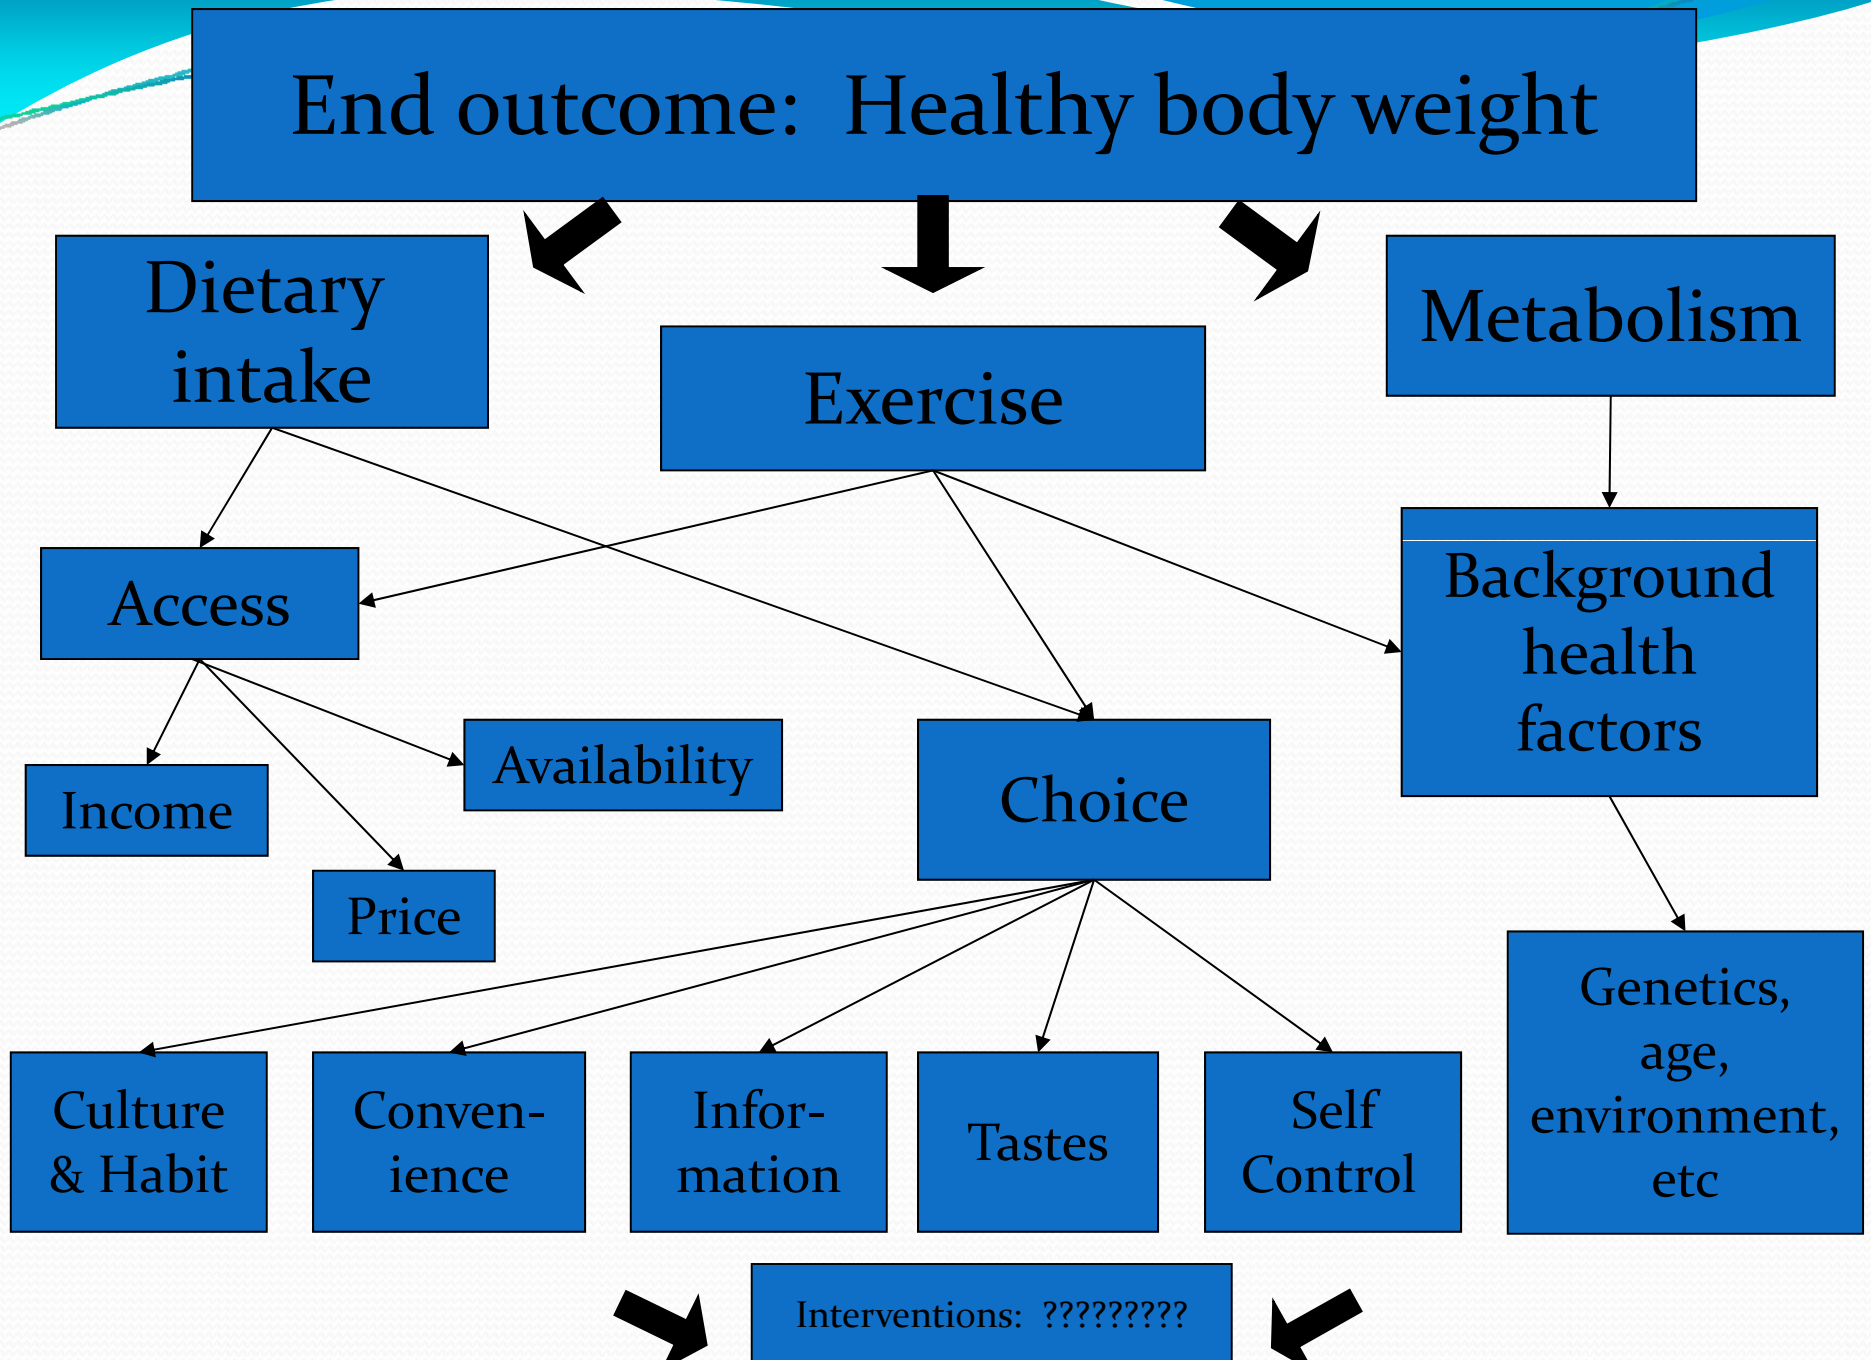 End outcome:  Healthy body weight
Dietary
intake
Exercise
Metabolism
Access
Background
health
factors
Income
Availability
Choice
Price
Culture
& Habit
Conven-
ience
Infor-
mation
Tastes
Self
Control
Genetics,
age,
environment,
etc
Interventions:  ?????????